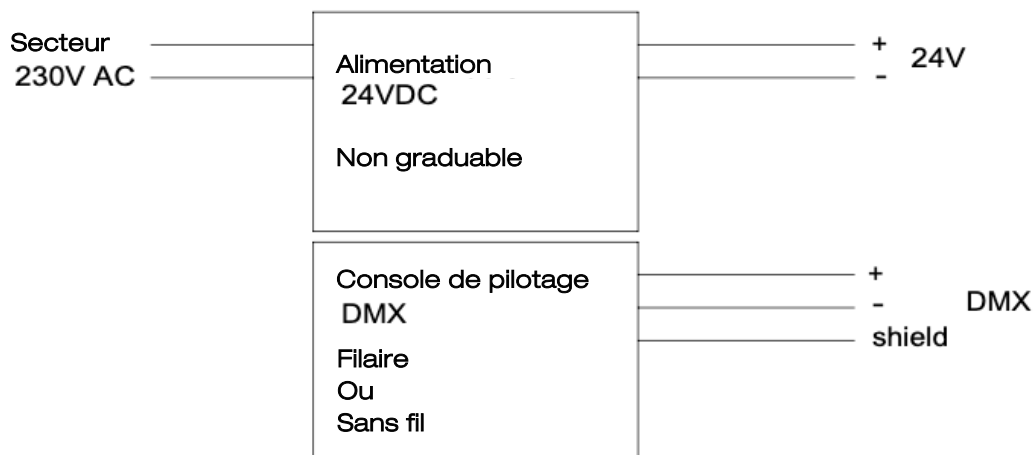 Secteur
230V AC
Alimentation
24VDC
Non graduable
+
-
24V
Console de pilotage
DMX
Filaire
Ou
Sans fil
+
-
shield
DMX